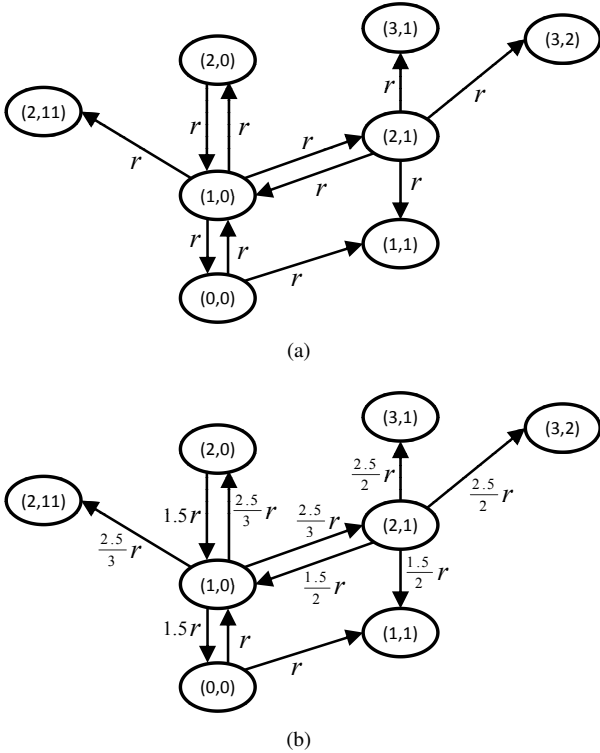 (3,1)
(3,2)
(2,0)
(2,11)
r
r
(2,1)
r
r
r
r
r
r
(1,0)
r
r
r
(1,1)
r
(0,0)
(a)
(3,1)
(3,2)
(2,0)
(2,11)
2.5/2 r
2.5/2 r
1.5r
2.5/3 r
2.5/3 r
(2,1)
2.5/3 r
(1,0)
1.5/2 r
1.5/2 r
1.5r
r
(1,1)
r
(0,0)
(b)